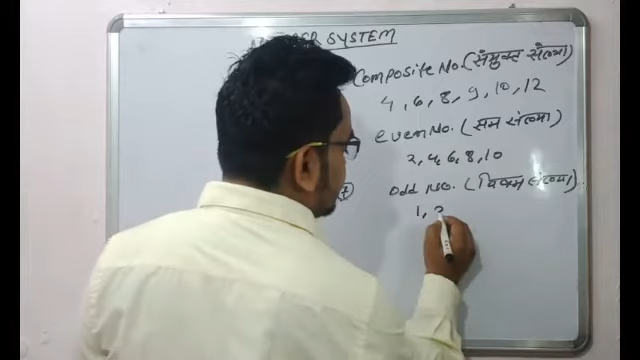 SYSTEM
Composite No. (संयुक्त संख्या)
4, 6, 8, 9, 10, 12
even No. (सम संख्या)
2, 4, 6, 8, 10
odd No. (विषम संख्या)
1,